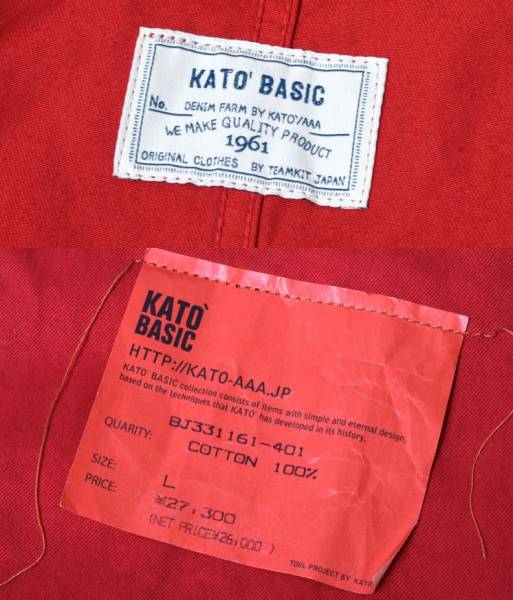 KATO' BASIC
No. DENIM FARM BY KATO'/AAA
WE MAKE QUALITY PRODUCT
1961
ORIGINAL CLOTHES BY TEAMKIT JAPAN
KATO`
BASIC
HTTP://KATO-AAA.JP
KATO` BASIC collection consists of items with simple and eternal design,
based on the techniques that KATO` has developed in its history.
BJ331161-401
QUARITY: COTTON 100%
SIZE: L
PRICE: ¥27,300
(NET PRICE¥26,000)
TOOL PROJECT BY KATO